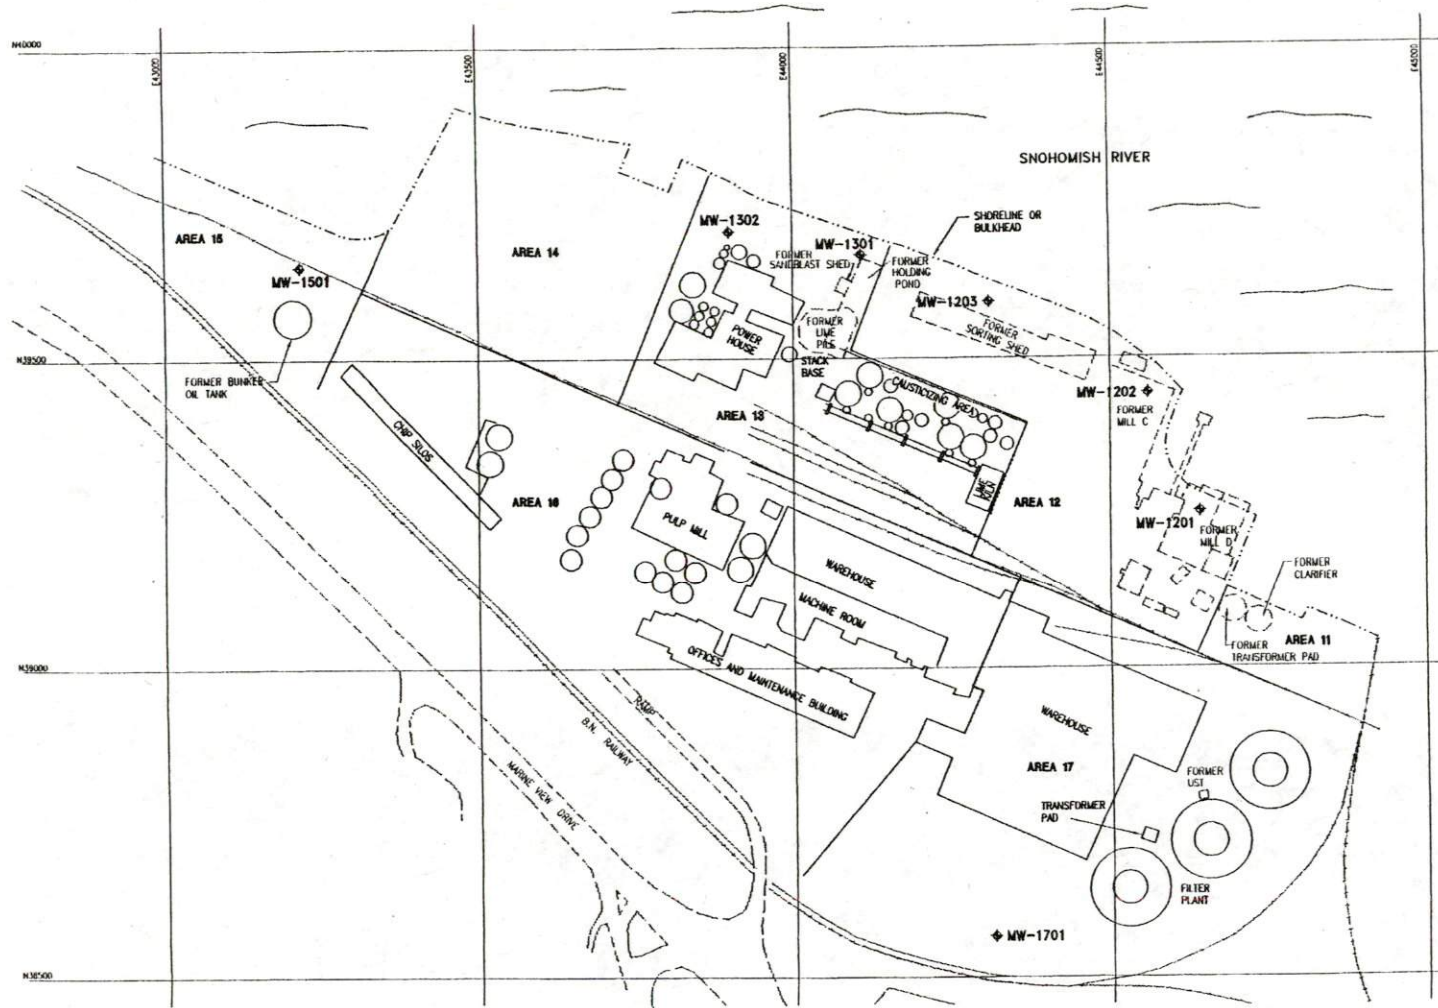 N40000
E43000
E43500
E44000
E44500
E45000
SNOHOMISH RIVER
SHORELINE OR
BULKHEAD
MW-1302
MW-1301
AREA 15
AREA 14
FORMER
SANDBLAST SHED
FORMER
HOLDING
POND
MW-1501
MW-1203
FORMER
SORTING SHED
FORMER
LIME
PILE
POWER
HOUSE
N39500
STACK
BASE
FORMER BUNKER
OIL TANK
CAUSTICIZING AREA
MW-1202
FORMER
MILL C
AREA 13
CHIP SILOS
LIME
KILN
AREA 16
AREA 12
PULP MILL
MW-1201
FORMER
MILL D
FORMER
CLARIFIER
WAREHOUSE
MACHINE ROOM
AREA 11
FORMER
TRANSFORMER PAD
N39000
OFFICES AND MAINTENANCE BUILDING
RAMP
B.N. RAILWAY
WAREHOUSE
MARINE VIEW DRIVE
AREA 17
FORMER
UST
TRANSFORMER
PAD
FILTER
PLANT
MW-1701
N38500